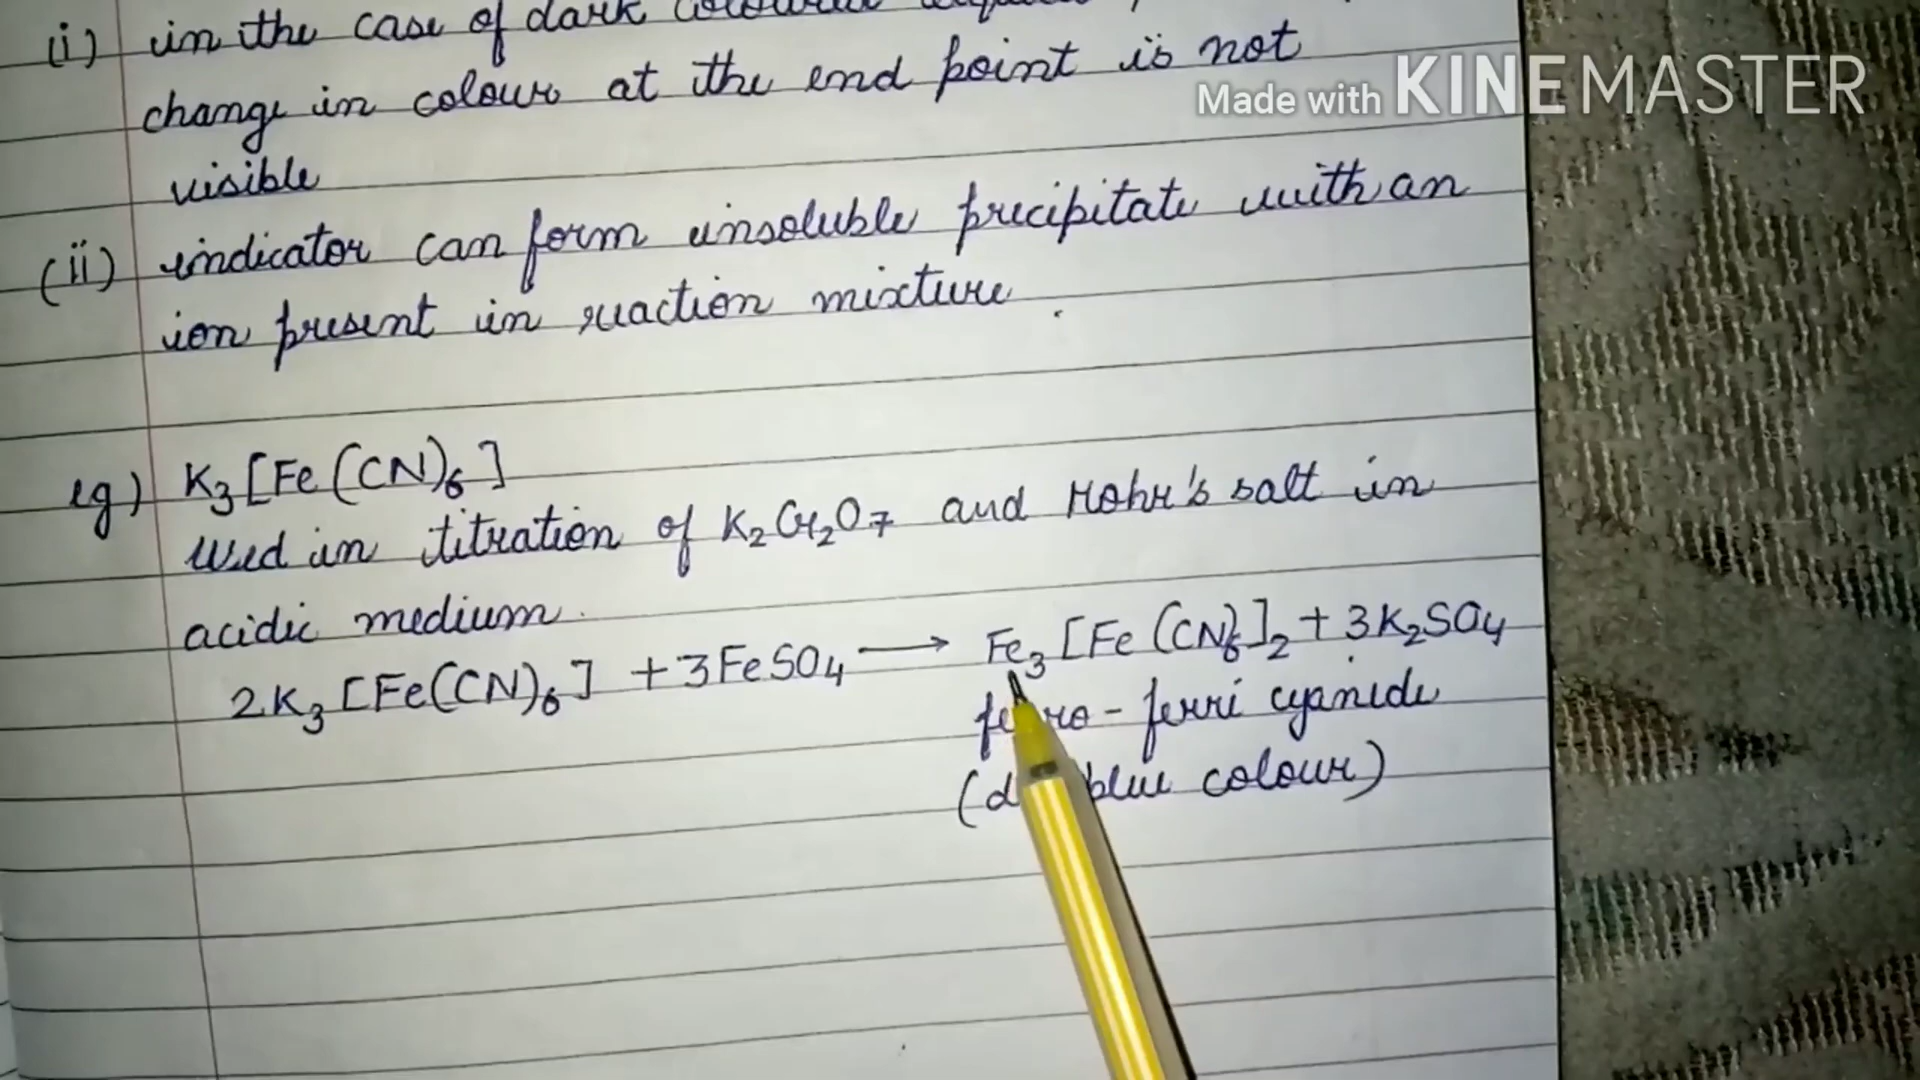 (i) in the case of dark coloured
change in colour at the end point is not
visible
Made with KINEMASTER
(ii) indicator can form insoluble precipitate with an
ion present in reaction mixture
eg) K₃[Fe(CN)₆]
used in titration of K₂Cr₂O₇ and Mohr's salt in
acidic medium.
2K₃[Fe(CN)₆] + 3FeSO₄ ⟶ Fe₃[Fe(CN)₆]₂ + 3K₂SO₄
ferro - ferri cyanide
(d blue colour)